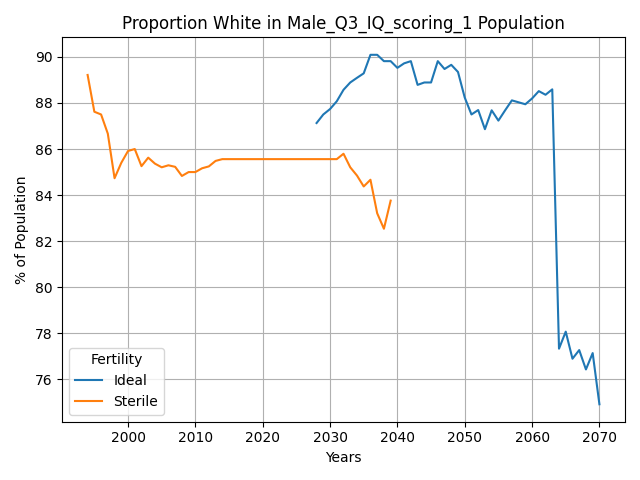 Proportion White in Male_Q3_IQ_scoring_1 Population
% of Population
90
88
86
84
82
80
78
76
Fertility
Ideal
Sterile
2000 2010 2020 2030 2040 2050 2060 2070
Years